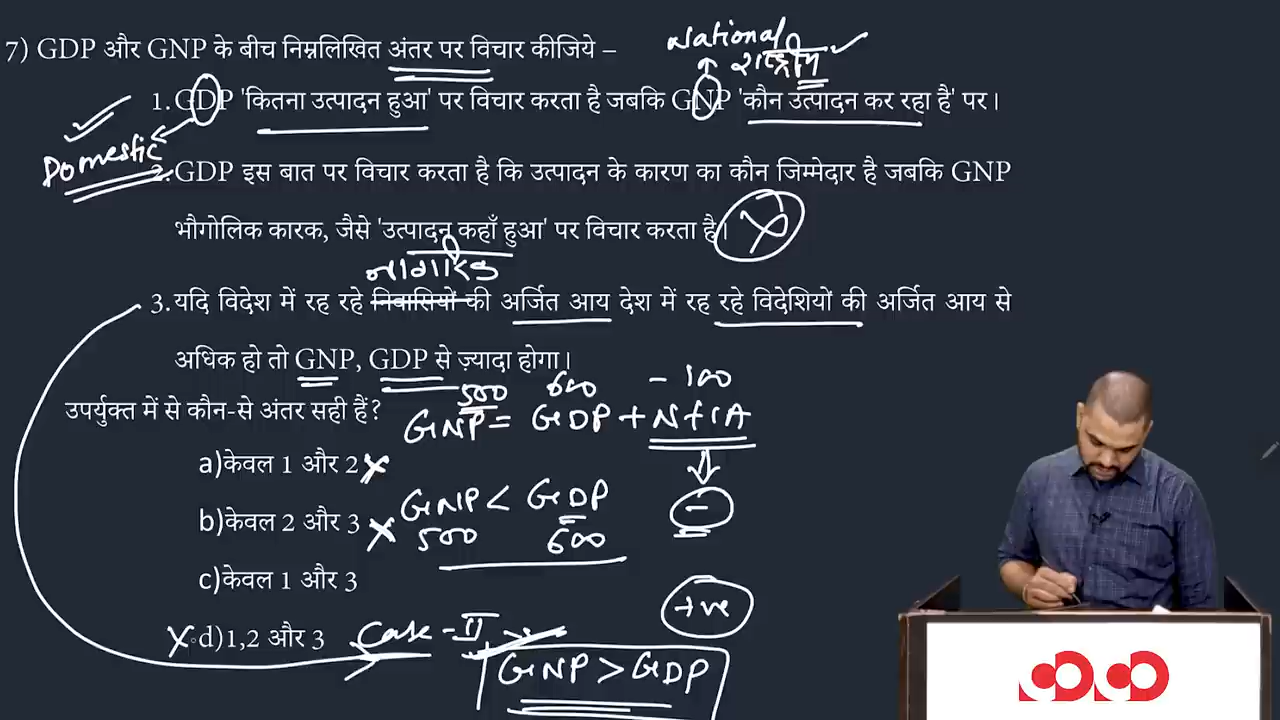 7) GDP और GNP के बीच निम्नलिखित अंतर पर विचार कीजिये –
National
राष्ट्रीय
1. GDP 'कितना उत्पादन हुआ' पर विचार करता है जबकि GNP 'कौन उत्पादन कर रहा है' पर।
Domestic
2. GDP इस बात पर विचार करता है कि उत्पादन के कारण का कौन जिम्मेदार है जबकि GNP
भौगोलिक कारक, जैसे 'उत्पादन कहाँ हुआ' पर विचार करता है।
नागरिक
3. यदि विदेश में रह रहे निवासियों की अर्जित आय देश में रह रहे विदेशियों की अर्जित आय से
अधिक हो तो GNP, GDP से ज़्यादा होगा।
500 600 - 100
उपर्युक्त में से कौन-से अंतर सही हैं?
GNP = GDP + NFIA
a)केवल 1 और 2
GNP < GDP
-
b)केवल 2 और 3
500 600
c)केवल 1 और 3
+ve
d)1,2 और 3
Case - II
GNP > GDP